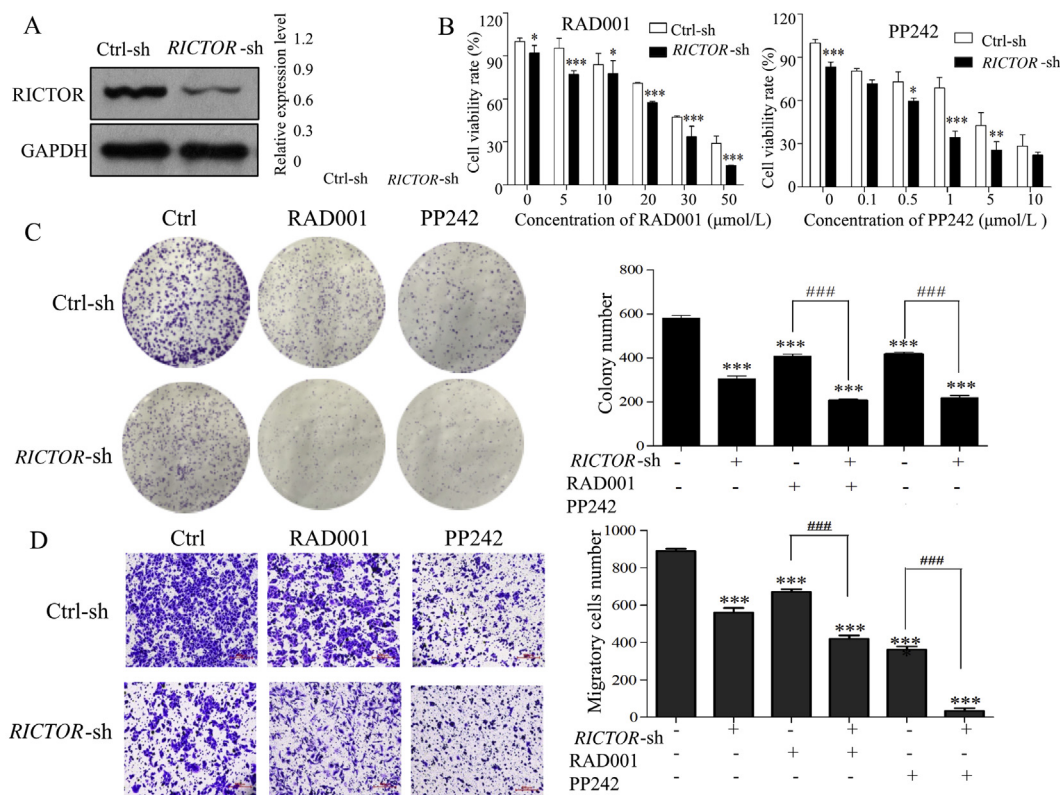 A
Ctrl-sh RICTOR-sh
RICTOR
GAPDH
Relative expression level
1.2
0.9
0.6
0.3
0
Ctrl-sh RICTOR-sh
B
RAD001
Cell viability rate (%)
120
90
60
30
0
Ctrl-sh
RICTOR-sh
* *** * *** *** ***
0 5 10 20 30 50
Concentration of RAD001 (μmol/L)
PP242
Cell viability rate (%)
120
90
60
30
0
Ctrl-sh
RICTOR-sh
*** * *** **
0 0.1 0.5 1 5 10
Concentration of PP242 (μmol/L )
C
Ctrl RAD001 PP242
Ctrl-sh
RICTOR-sh
Colony number
800
600
400
200
0
### ###
*** *** *** *** ***
RICTOR-sh - + - + - +
RAD001 - - + + - -
PP242
D
Ctrl RAD001 PP242
Ctrl-sh
RICTOR-sh
Migratory cells number
1000
800
600
400
200
0
### ###
*** *** *** *** ***
RICTOR-sh - + - + - +
RAD001 - - + + - -
PP242 - - - - + +